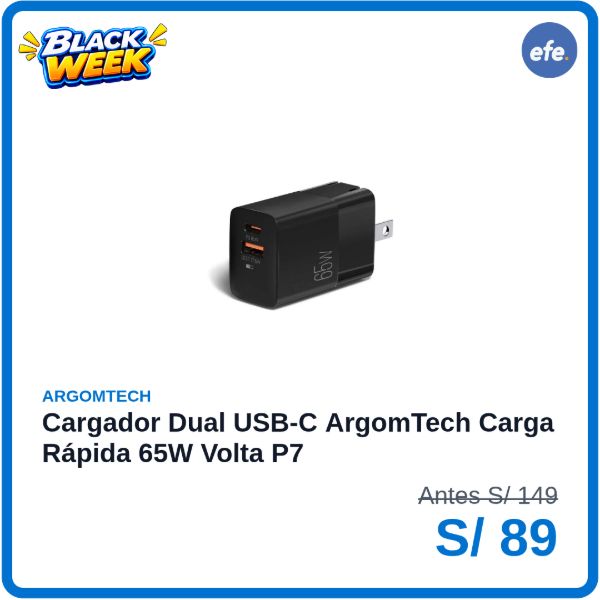 BLACK
WEEK
efe.
65W
ARGOMTECH
Cargador Dual USB-C ArgomTech Carga
Rápida 65W Volta P7
Antes S/ 149
S/ 89